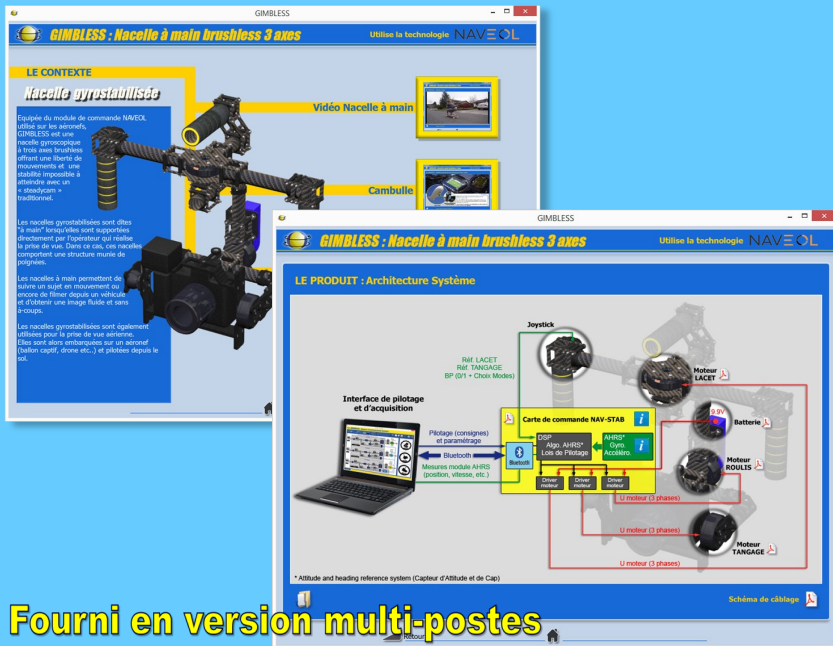 GIMBLESS
GIMBLESS : Nacelle à main brushless 3 axes
Utilise la technologie NAVEOL
LE CONTEXTE
Nacelle gyrostabilisée
Equipée du module de commande NAVEOL
utilisé sur les aéronefs,
GIMBLESS est une
nacelle gyroscopique
à trois axes brushless
offrant une liberté de
mouvements et une
stabilité impossible à
atteindre avec un
« steadycam »
traditionnel.
Les nacelles gyrostabilisées sont dites
"à main" lorsqu'elles sont supportées
directement par l'opérateur qui réalise
la prise de vue. Dans ce cas, ces nacelles
comportent une structure munie de
poignées.
Les nacelles à main permettent de
suivre un sujet en mouvement ou
encore de filmer depuis un véhicule
et d'obtenir une image fluide et sans
à-coups.
Les nacelles gyrostabilisées sont également
utilisées pour la prise de vue aérienne.
Elles sont alors embarquées sur un aéronef
(ballon captif, drone etc..) et pilotées depuis le
sol.
Vidéo Nacelle à main
Cambulle
GIMBLESS
GIMBLESS : Nacelle à main brushless 3 axes
Utilise la technologie NAVEOL
LE PRODUIT : Architecture Système
Joystick
Réf. LACET
Réf. TANGAGE
BP (0/1 + Choix Modes)
Moteur
LACET
Interface de pilotage
et d'acquisition
Carte de commande NAV-STAB
9.9V
Batterie
Pilotage (consignes)
et paramétrage
Bluetooth
Mesures module AHRS
(position, vitesse, etc.)
Bluetooth
DSP
Algo. AHRS*
Lois de Pilotage
AHRS*
Gyro.
Accéléro.
Driver
moteur
Driver
moteur
Driver
moteur
Moteur
ROULIS
U moteur (3 phases)
U moteur (3 phases)
Moteur
TANGAGE
U moteur (3 phases)
* Attitude and heading reference system (Capteur d'Attitude et de Cap)
Schéma de câblage
Retour
Fourni en version multi-postes